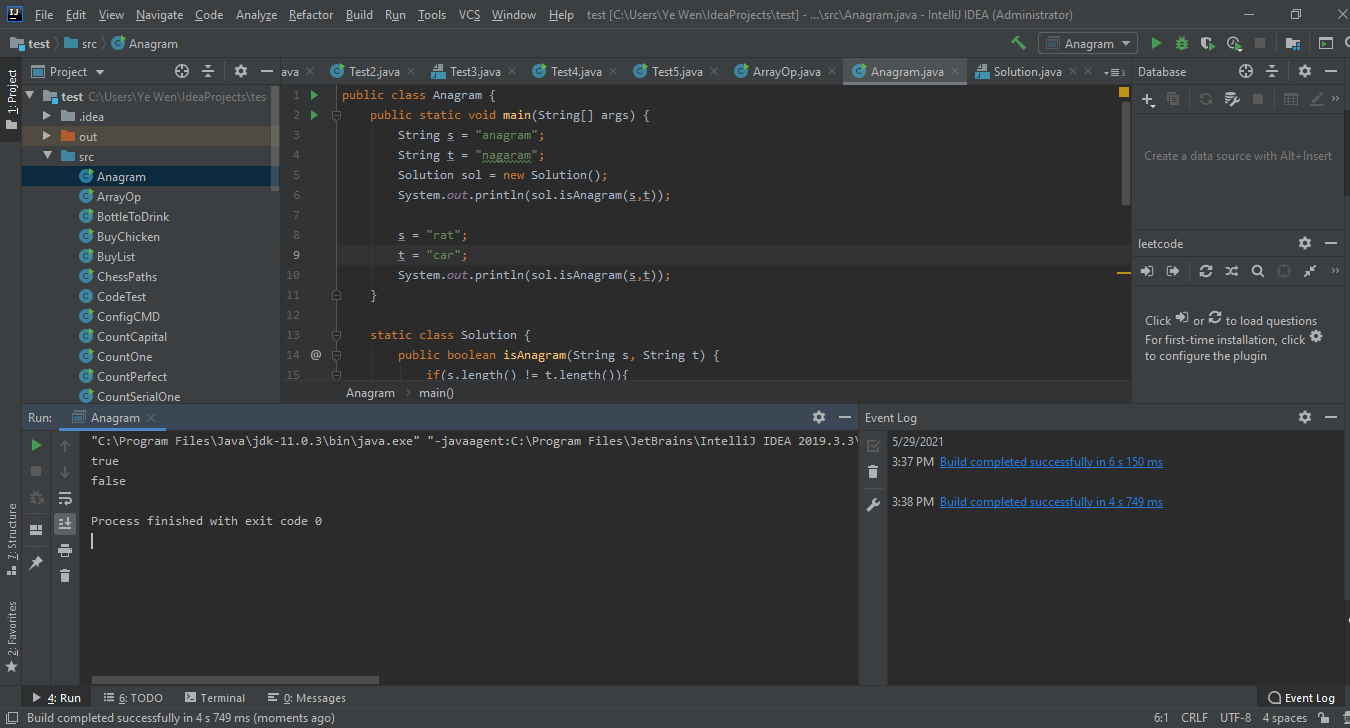 File Edit View Navigate Code Analyze Refactor Build Run Tools VCS Window Help test [C:\Users\Ye Wen\IdeaProjects\test] - ...\src\Anagram.java - IntelliJ IDEA (Administrator)
test src Anagram
Anagram
1: Project
Project
ava Test2.java Test3.java Test4.java Test5.java ArrayOp.java Anagram.java Solution.java 3
Database
test C:\Users\Ye Wen\IdeaProjects\tes
.idea
out
src
Anagram
ArrayOp
BottleToDrink
BuyChicken
BuyList
ChessPaths
CodeTest
ConfigCMD
CountCapital
CountOne
CountPerfect
CountSerialOne
1 public class Anagram {
2 public static void main(String[] args) {
3 String s = "anagram";
4 String t = "nagaram";
5 Solution sol = new Solution();
6 System.out.println(sol.isAnagram(s,t));
7
8 s = "rat";
9 t = "car";
10 System.out.println(sol.isAnagram(s,t));
11 }
12
13 static class Solution {
14 @ public boolean isAnagram(String s, String t) {
15 if(s.length() != t.length()){
Anagram main()
Create a data source with Alt+Insert
leetcode
Click or to load questions
For first-time installation, click
to configure the plugin
Run: Anagram
"C:\Program Files\Java\jdk-11.0.3\bin\java.exe" "-javaagent:C:\Program Files\JetBrains\IntelliJ IDEA 2019.3.3\
true
false
Process finished with exit code 0
Event Log
5/29/2021
3:37 PM Build completed successfully in 6 s 150 ms
3:38 PM Build completed successfully in 4 s 749 ms
7: Structure
2: Favorites
4: Run 6: TODO Terminal 0: Messages Event Log
Build completed successfully in 4 s 749 ms (moments ago) 6:1 CRLF UTF-8 4 spaces